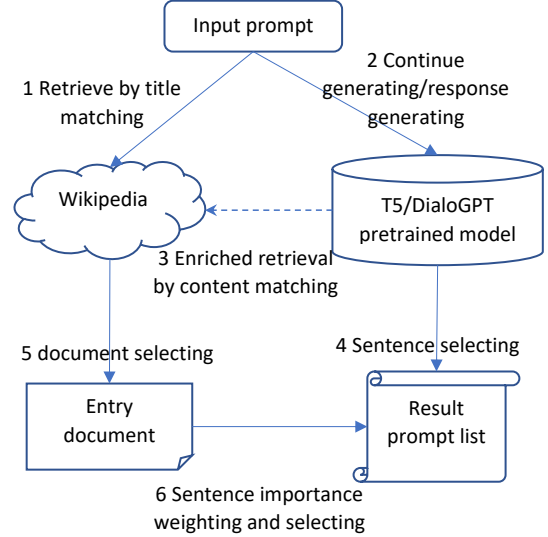 Input prompt
1 Retrieve by title
matching
2 Continue
generating/response
generating
Wikipedia
T5/DialoGPT
pretrained model
3 Enriched retrieval
by content matching
5 document selecting
4 Sentence selecting
Entry
document
Result
prompt list
6 Sentence importance
weighting and selecting